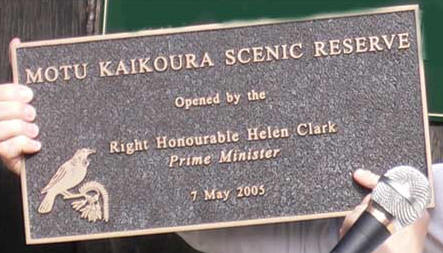 MOTU KAIKOURA SCENIC RESERVE
Opened by the
Right Honourable Helen Clark
Prime Minister
7 May 2005